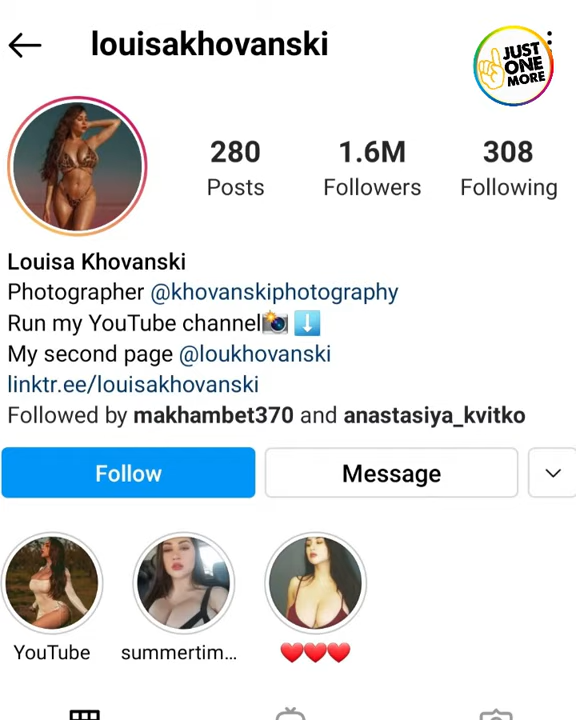 louisakhovanski
JUST
ONE
MORE
280 1.6M 308
Posts Followers Following
Louisa Khovanski
Photographer @khovanskiphotography
Run my YouTube channel📸 ⬇️
My second page @loukhovanski
linktr.ee/louisakhovanski
Followed by makhambet370 and anastasiya_kvitko
Follow Message
YouTube summertim... ❤️❤️❤️